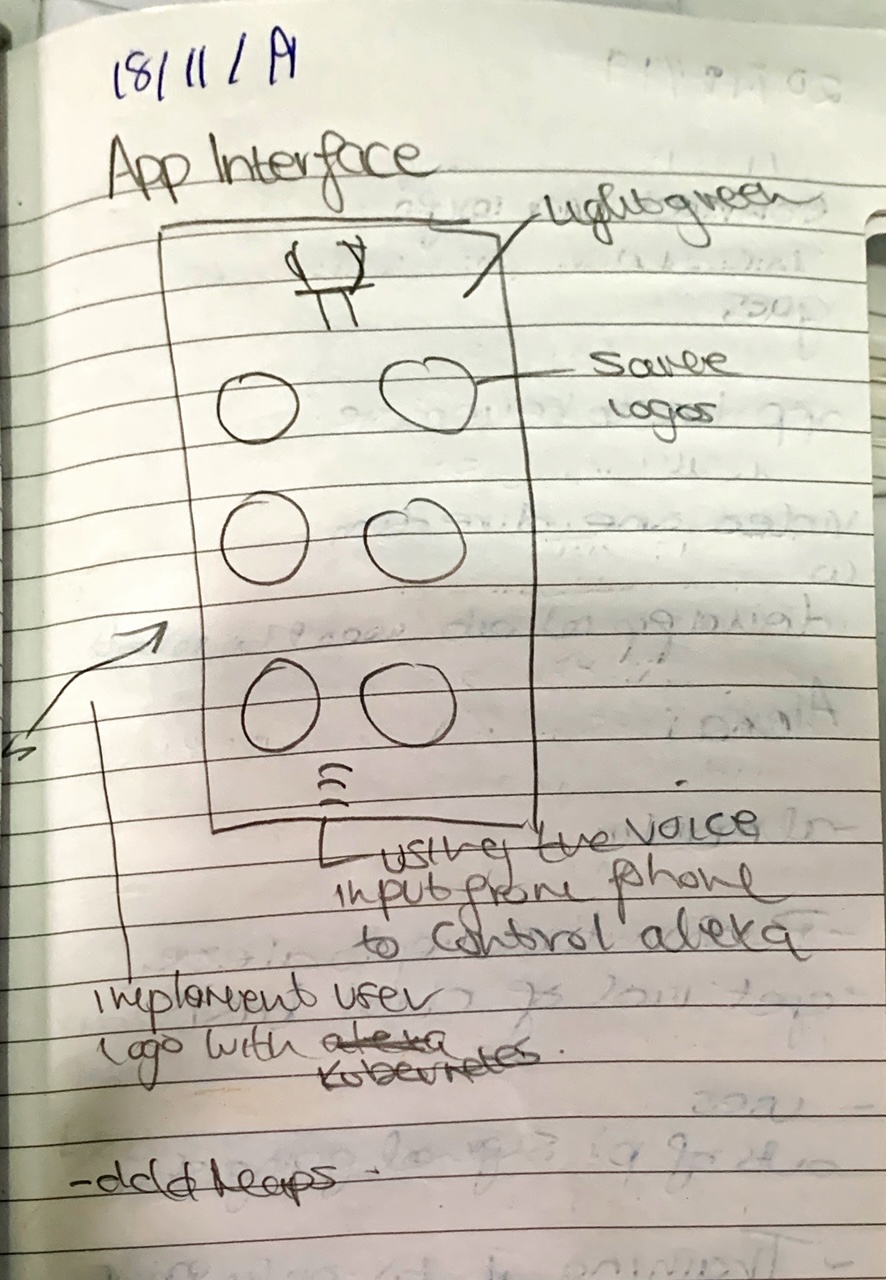 18/11/19
App Interface
light green
Saved
logos
using the voice
input from phone
to control alexa
implement user
logo with alexa
kubernetes.
-add heaps